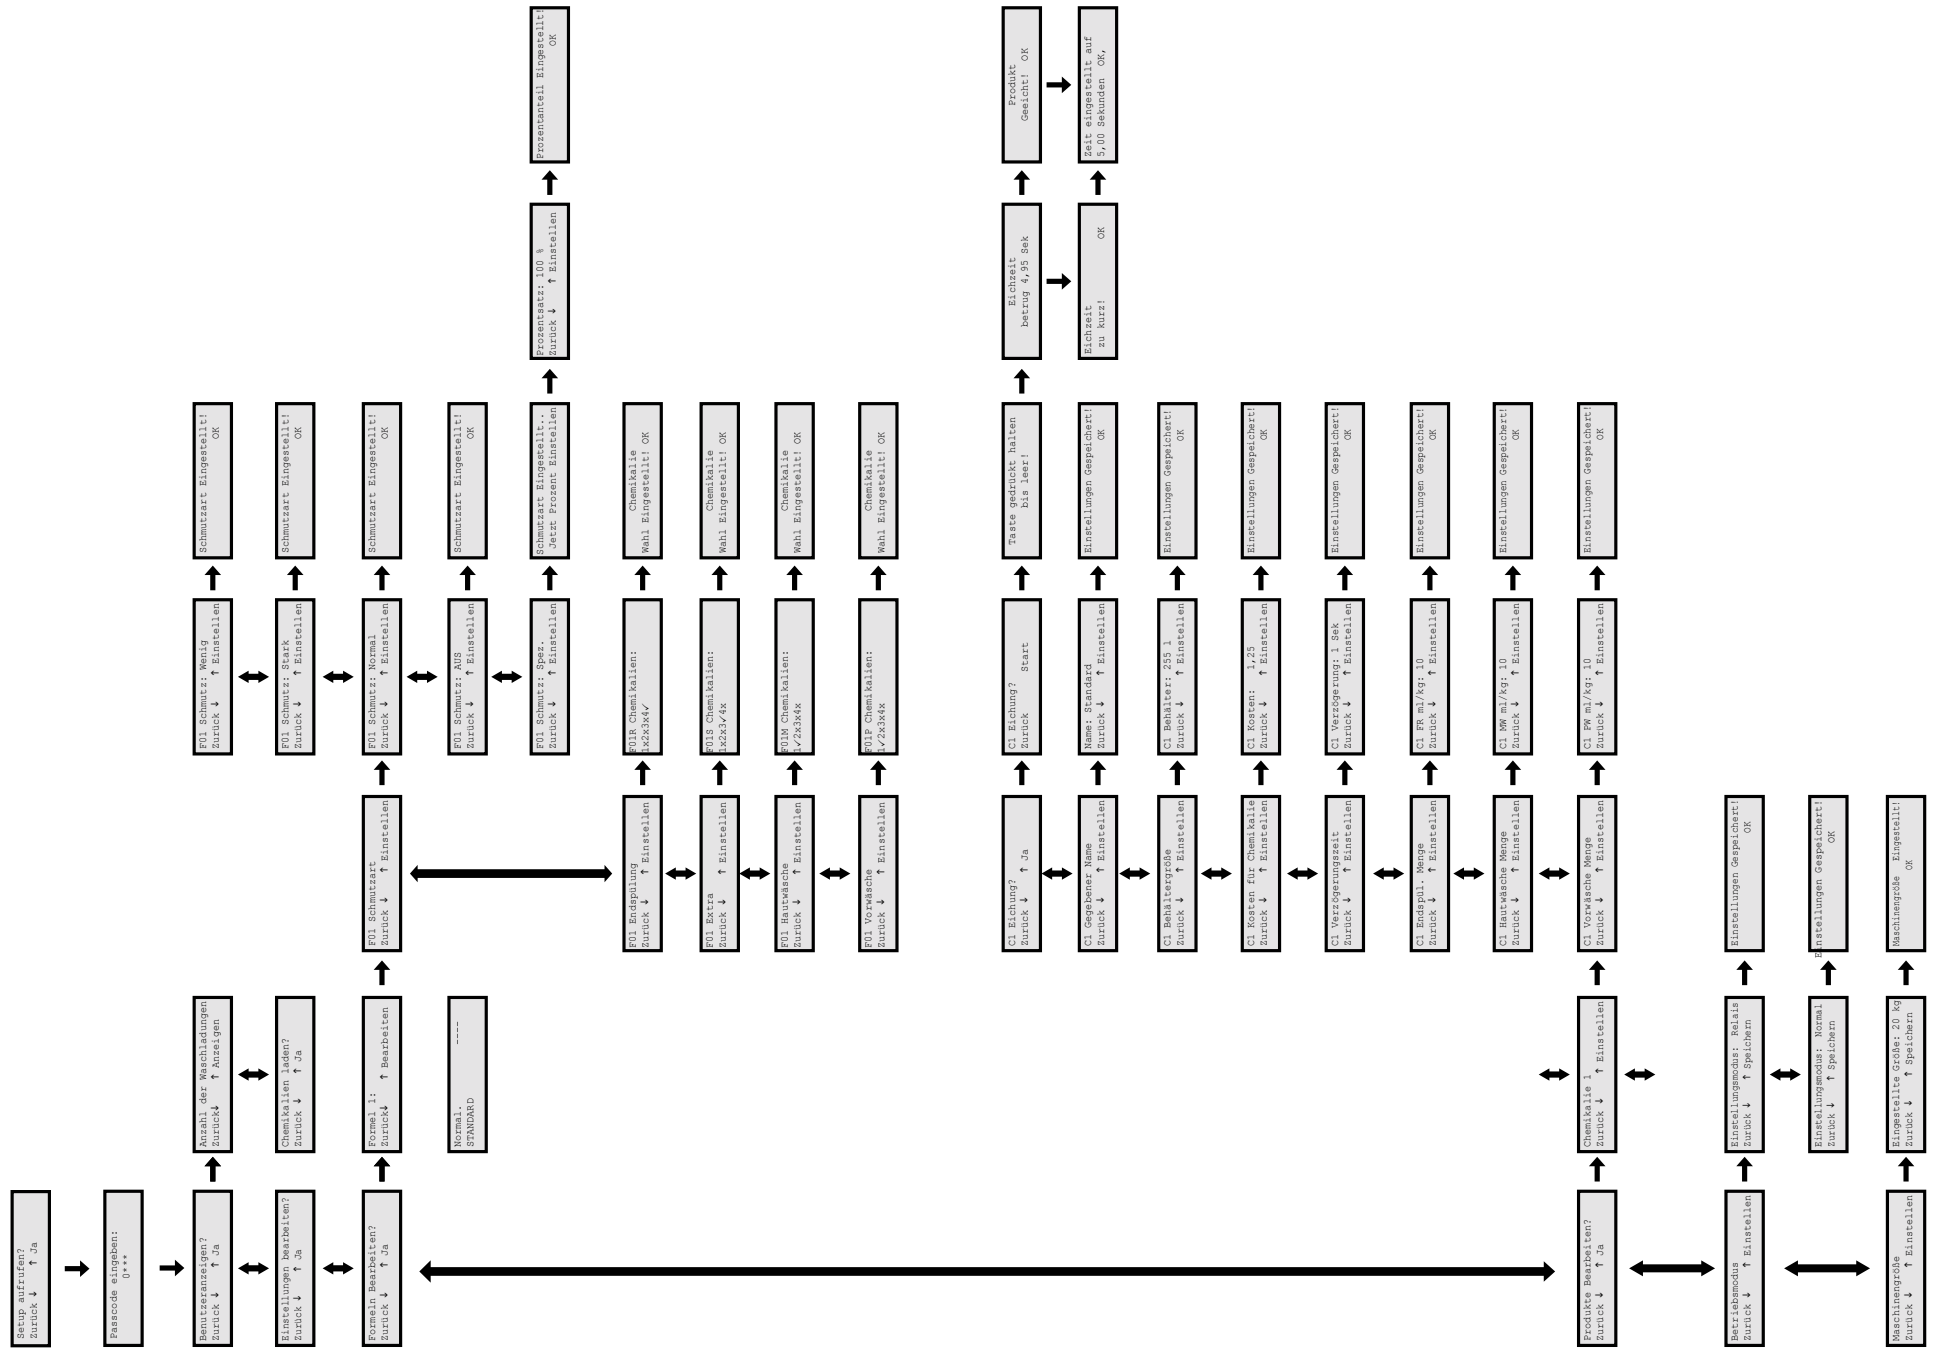 Setup aufrufen?
Zurück ↓ ↑ Ja
Passcode eingeben:
0***
Benutzeranzeigen?
Zurück ↓ ↑ Ja
Einstellungen bearbeiten?
Zurück ↓ ↑ Ja
Formeln Bearbeiten?
Zurück ↓ ↑ Ja
Produkte Bearbeiten?
Zurück ↓ ↑ Ja
Betriebsmodus
Zurück ↓ ↑ Einstellen
Maschinengröße
Zurück ↓ ↑ Einstellen
Anzahl der Waschladungen
Zurück↓ ↑ Anzeigen
Chemikalien laden?
Zurück ↓ ↑ Ja
Formel 1:
Zurück↓ ↑ Bearbeiten
Normal. ----
STANDARD
Chemikalie 1
Zurück ↓ ↑ Einstellen
Einstellungsmodus: Relais
Zurück ↓ ↑ Speichern
Einstellungsmodus: Normal
Zurück ↓ ↑ Speichern
Eingestellte Größe: 20 kg
Zurück ↓ ↑ Speichern
F01 Schmutzart
Zurück ↓ ↑ Einstellen
F01 Endspülung
Zurück ↓ ↑ Einstellen
F01 Extra
Zurück ↓ ↑ Einstellen
F01 Hautwäsche
Zurück ↓ ↑ Einstellen
F01 Vorwäsche
Zurück ↓ ↑ Einstellen
C1 Eichung?
Zurück ↓ ↑ Ja
C1 Gegebener Name
Zurück ↓ ↑ Einstellen
C1 Behältergröße
Zurück ↓ ↑ Einstellen
C1 Kosten für Chemikalie
Zurück ↓ ↑ Einstellen
C1 Verzögerungszeit
Zurück ↓ ↑ Einstellen
C1 Endspül. Menge
Zurück ↓ ↑ Einstellen
C1 Hautwäsche Menge
Zurück ↓ ↑ Einstellen
C1 Vorwäsche Menge
Zurück ↓ ↑ Einstellen
Einstellungen Gespeichert!
OK
Einstellungen Gespeichert!
OK
Maschinengröße Eingestellt!
OK
F01 Schmutz: Wenig
Zurück ↓ ↑ Einstellen
F01 Schmutz: Stark
Zurück ↓ ↑ Einstellen
F01 Schmutz: Normal
Zurück ↓ ↑ Einstellen
F01 Schmutz: AUS
Zurück ↓ ↑ Einstellen
F01 Schmutz: Spez.
Zurück ↓ ↑ Einstellen
F01R Chemikalien:
1x2x3x4✓
F01S Chemikalien:
1x2x3✓4x
F01M Chemikalien:
1✓2x3x4x
F01P Chemikalien:
1✓2x3x4x
C1 Eichung?
Zurück Start
Name: Standard
Zurück ↓ ↑ Einstellen
C1 Behälter: 255 l
Zurück ↓ ↑ Einstellen
C1 Kosten: 1,25
Zurück ↓ ↑ Einstellen
C1 Verzögerung: 1 Sek
Zurück ↓ ↑ Einstellen
C1 FR ml/kg: 10
Zurück ↓ ↑ Einstellen
C1 MW ml/kg: 10
Zurück ↓ ↑ Einstellen
C1 PW ml/kg: 10
Zurück ↓ ↑ Einstellen
Schmutzart Eingestellt!
OK
Schmutzart Eingestellt!
OK
Schmutzart Eingestellt!
OK
Schmutzart Eingestellt!
OK
Schmutzart Eingestellt..
Jetzt Prozent Einstellen
Chemikalie
Wahl Eingestellt! OK
Chemikalie
Wahl Eingestellt! OK
Chemikalie
Wahl Eingestellt! OK
Chemikalie
Wahl Eingestellt! OK
Taste gedrückt halten
bis leer!
Einstellungen Gespeichert!
OK
Einstellungen Gespeichert!
OK
Einstellungen Gespeichert!
OK
Einstellungen Gespeichert!
OK
Einstellungen Gespeichert!
OK
Einstellungen Gespeichert!
OK
Einstellungen Gespeichert!
OK
Prozentsatz: 100 %
Zurück ↓ ↑ Einstellen
Eichzeit
betrug 4,95 Sek
Eichzeit
zu kurz! OK
Prozentanteil Eingestellt!
OK
Produkt
Geeicht! OK
Zeit eingestellt auf
5,00 Sekunden OK,